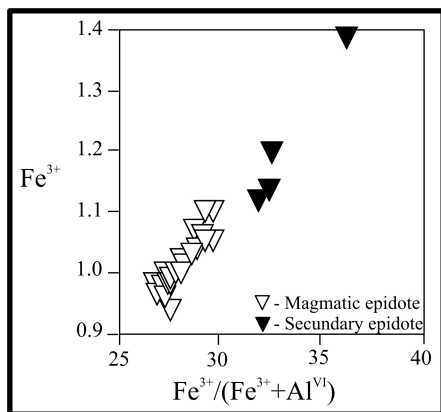 1.4
1.3
Fe³⁺ 1.2
1.1
1.0
▽ - Magmatic epidote
▼ - Secundary epidote
0.9
25 30 35 40
Fe³⁺/(Fe³⁺+Alⱽᴵ)